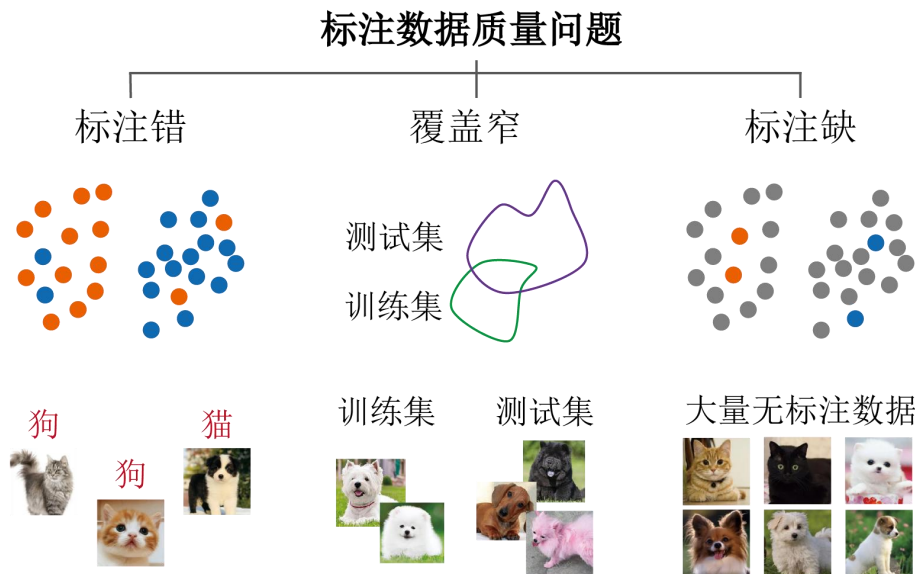 标注数据质量问题
标注错
覆盖窄
标注缺
测试集
训练集
狗
狗
猫
训练集
测试集
大量无标注数据